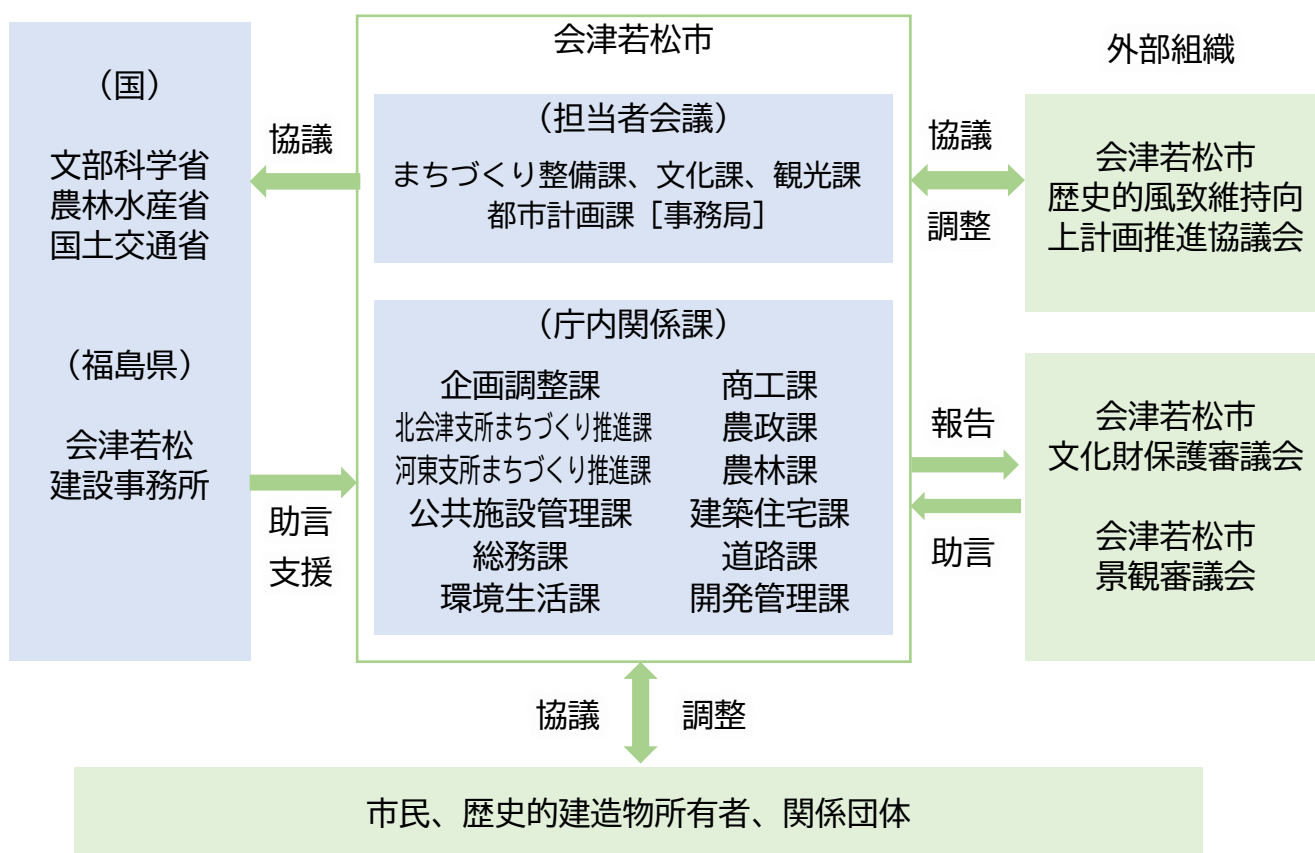 （国）
文部科学省
農林水産省
国土交通省
（福島県）
会津若松
建設事務所
協議
助言
支援
会津若松市
（担当者会議）
まちづくり整備課、文化課、観光課
都市計画課［事務局］
（庁内関係課）
企画調整課
北会津支所まちづくり推進課
河東支所まちづくり推進課
公共施設管理課
総務課
環境生活課
商工課
農政課
農林課
建築住宅課
道路課
開発管理課
協議
調整
報告
助言
外部組織
会津若松市
歴史的風致維持向
上計画推進協議会
会津若松市
文化財保護審議会
会津若松市
景観審議会
協議
調整
市民、歴史的建造物所有者、関係団体